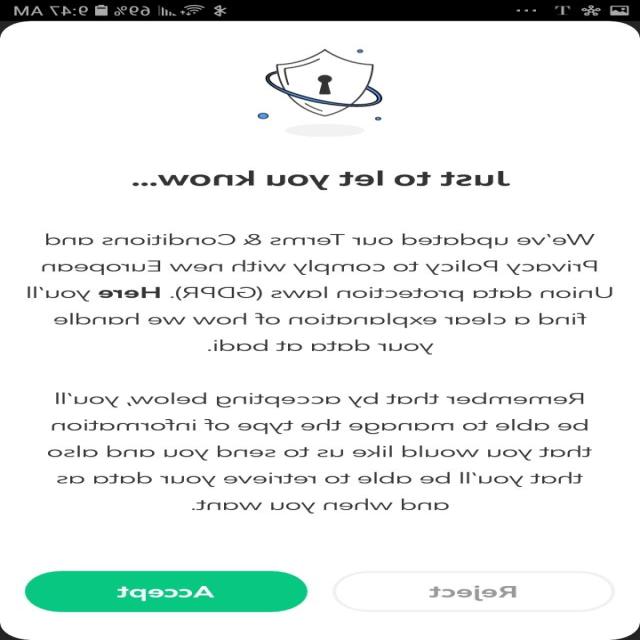 9:47 AM 69% ... T
Just to let you know...
We've updated our Terms & Conditions and
Privacy Policy to comply with new European
Union data protection laws (GDPR). Here you'll
find a clear explanation of how we handle
your data at badi.
Remember that by accepting below, you'll
be able to manage the type of information
that you would like to us to send to you and also
that you'll be able to retrieve your data as
and when you want.
Reject
Accept